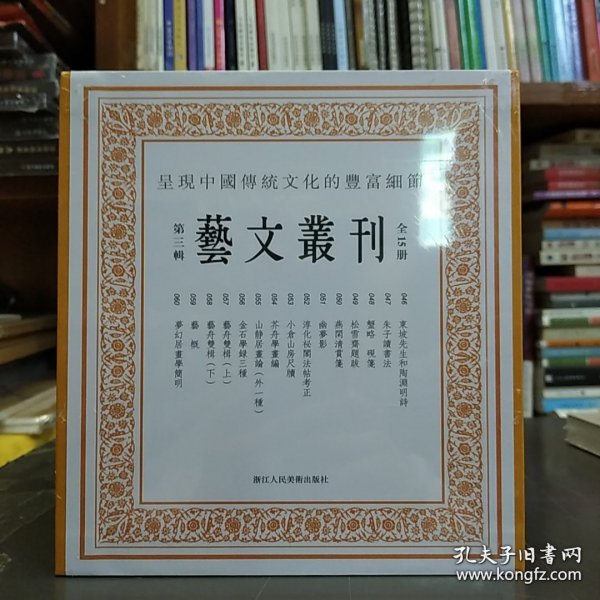 呈現中國傳統文化的豐富細節
藝文叢刊
第三輯
全15册
046 東坡先生和陶淵明詩
047 朱子讀書法
048 蟹略 硯箋
049 松雪齋題跋
050 燕閑清賞箋
051 幽夢影
052 淳化祕閣法帖考正
053 小倉山房尺牘
054 芥舟學畫編
055 山静居畫論(外一種)
056 金石學録三種
057 藝舟雙楫(上)
058 藝舟雙楫(下)
059 藝概
060 夢幻居畫學簡明
浙江人民美術出版社
孔夫子旧書网
www.kongfz.com